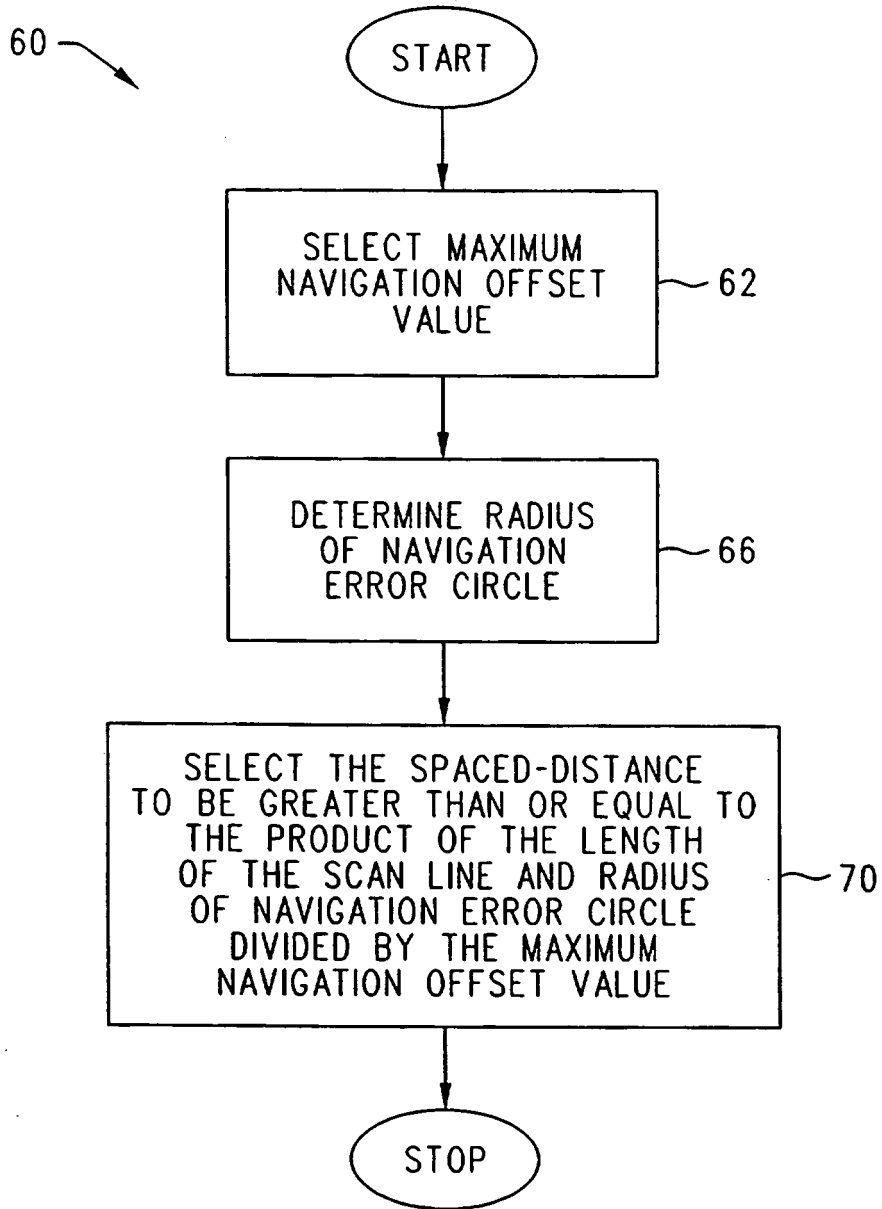 60
START
SELECT MAXIMUM
NAVIGATION OFFSET
VALUE
62
DETERMINE RADIUS
OF NAVIGATION
ERROR CIRCLE
66
SELECT THE SPACED-DISTANCE
TO BE GREATER THAN OR EQUAL TO
THE PRODUCT OF THE LENGTH
OF THE SCAN LINE AND RADIUS
OF NAVIGATION ERROR CIRCLE
DIVIDED BY THE MAXIMUM
NAVIGATION OFFSET VALUE
70
STOP